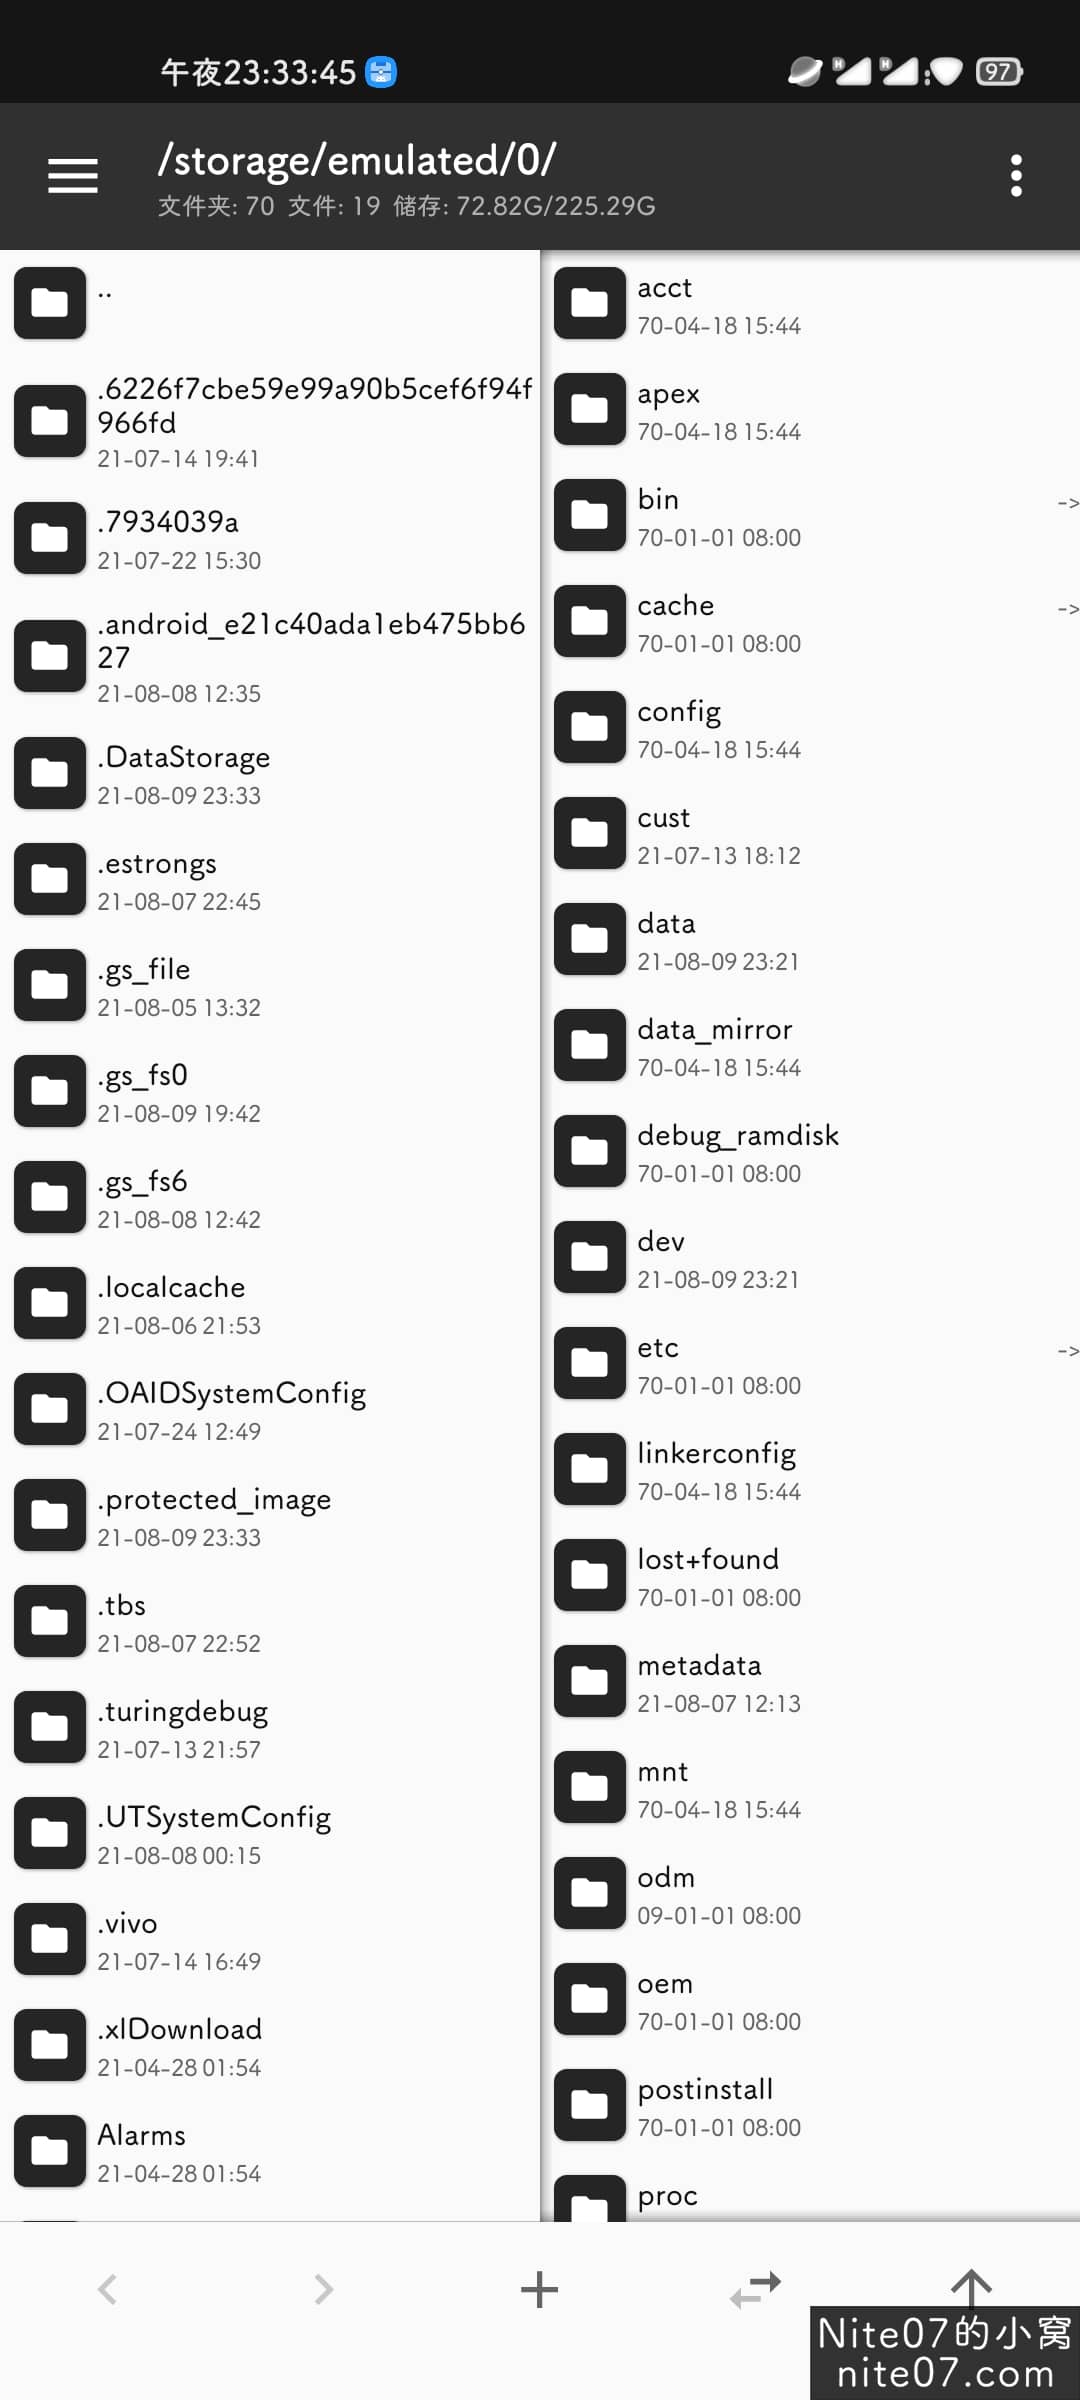 午夜23:33:45
97
/storage/emulated/0/
文件夹: 70 文件: 19 储存: 72.82G/225.29G
..
.6226f7cbe59e99a90b5cef6f94f
966fd
21-07-14 19:41
.7934039a
21-07-22 15:30
.android_e21c40ada1eb475bb6
27
21-08-08 12:35
.DataStorage
21-08-09 23:33
.estrongs
21-08-07 22:45
.gs_file
21-08-05 13:32
.gs_fs0
21-08-09 19:42
.gs_fs6
21-08-08 12:42
.localcache
21-08-06 21:53
.OAIDSystemConfig
21-07-24 12:49
.protected_image
21-08-09 23:33
.tbs
21-08-07 22:52
.turingdebug
21-07-13 21:57
.UTSystemConfig
21-08-08 00:15
.vivo
21-07-14 16:49
.xlDownload
21-04-28 01:54
Alarms
21-04-28 01:54
acct
70-04-18 15:44
apex
70-04-18 15:44
bin ->
70-01-01 08:00
cache ->
70-01-01 08:00
config
70-04-18 15:44
cust
21-07-13 18:12
data
21-08-09 23:21
data_mirror
70-04-18 15:44
debug_ramdisk
70-01-01 08:00
dev
21-08-09 23:21
etc ->
70-01-01 08:00
linkerconfig
70-04-18 15:44
lost+found
70-01-01 08:00
metadata
21-08-07 12:13
mnt
70-04-18 15:44
odm
09-01-01 08:00
oem
70-01-01 08:00
postinstall
70-01-01 08:00
proc
Nite07的小窝
nite07.com